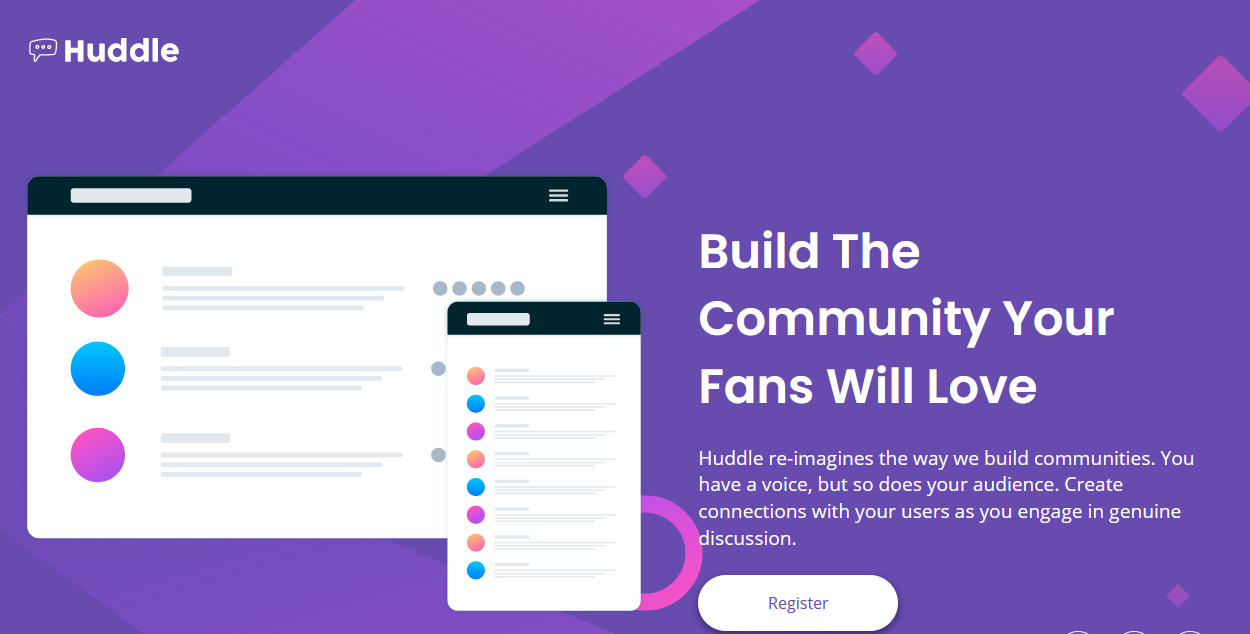 Huddle
Build The
Community Your
Fans Will Love
Huddle re-imagines the way we build communities. You
have a voice, but so does your audience. Create
connections with your users as you engage in genuine
discussion.
Register